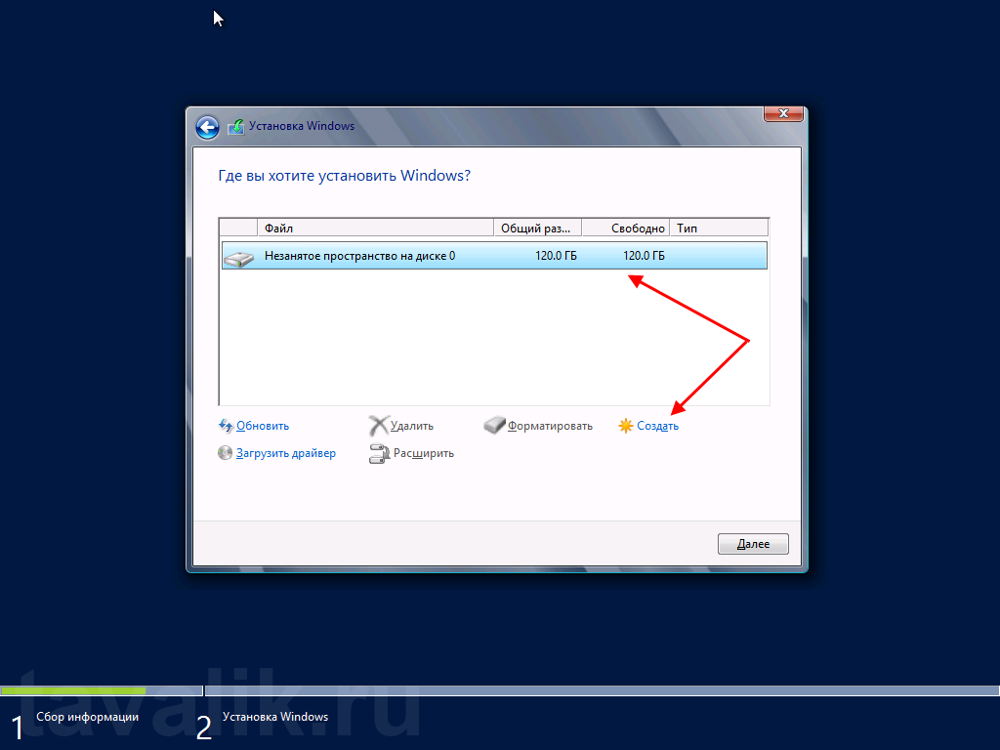 Установка Windows
Где вы хотите установить Windows?
Файл Общий раз... Свободно Тип
Незанятое пространство на диске 0 120.0 ГБ 120.0 ГБ
Обновить Удалить Форматировать Создать
Загрузить драйвер Расширить
Далее
tavalik.ru
1 Сбор информации 2 Установка Windows